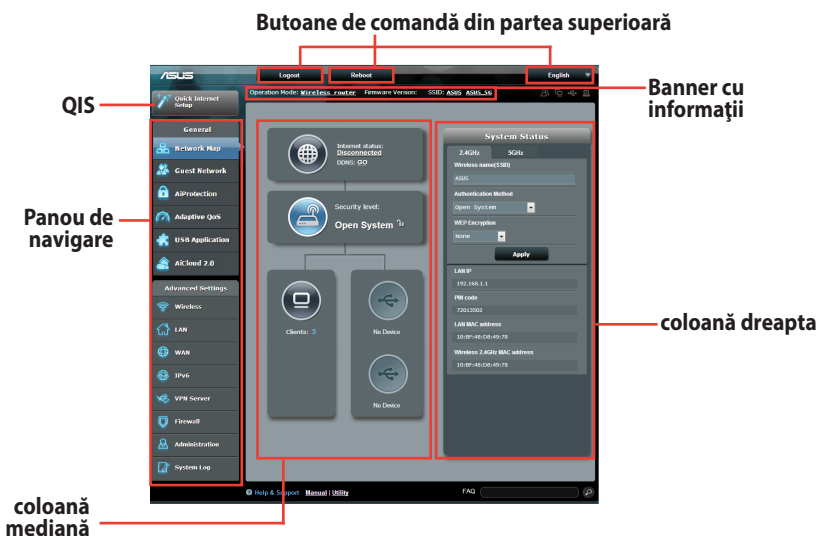 Butoane de comandă din partea superioară
ASUS
Logout
Reboot
English
QIS
Quick Internet
Setup
Operation Mode: Wireless router Firmware Version: SSID: ASUS ASUS_5G
Banner cu
informaţii
Panou de
navigare
General
Network Map
Guest Network
AiProtection
Adaptive QoS
USB Application
AiCloud 2.0
Advanced Settings
Wireless
LAN
WAN
IPv6
VPN Server
Firewall
Administration
System Log
Internet status:
Disconnected
DDNS: GO
Security level:
Open System
Clients: 3
No Device
No Device
System Status
2.4GHz
5GHz
Wireless name(SSID)
ASUS
Authentication Method
Open System
WEP Encryption
None
Apply
LAN IP
192.168.1.1
PIN code
72013502
LAN MAC address
10:BF:48:D8:49:78
Wireless 2.4GHz MAC address
10:BF:48:D8:49:78
coloană dreapta
Help & Support Manual | Utility
FAQ
coloană
mediană